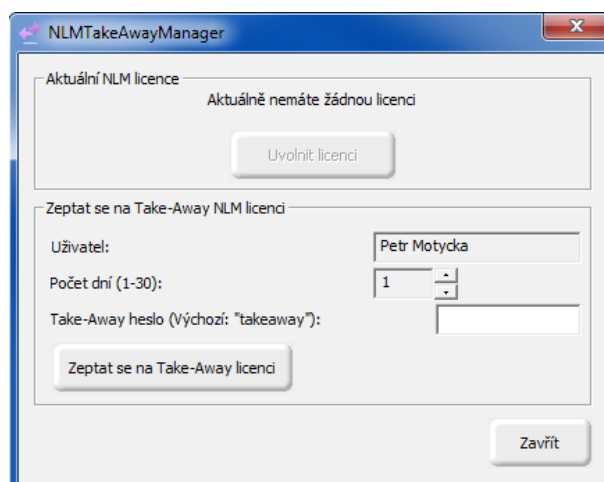 NLMTakeAwayManager
Aktuální NLM licence
Aktuálně nemáte žádnou licenci
Uvolnit licenci
Zeptat se na Take-Away NLM licenci
Uživatel: Petr Motycka
Počet dní (1-30): 1
Take-Away heslo (Výchozí: "takeaway"):
Zeptat se na Take-Away licenci
Zavřít